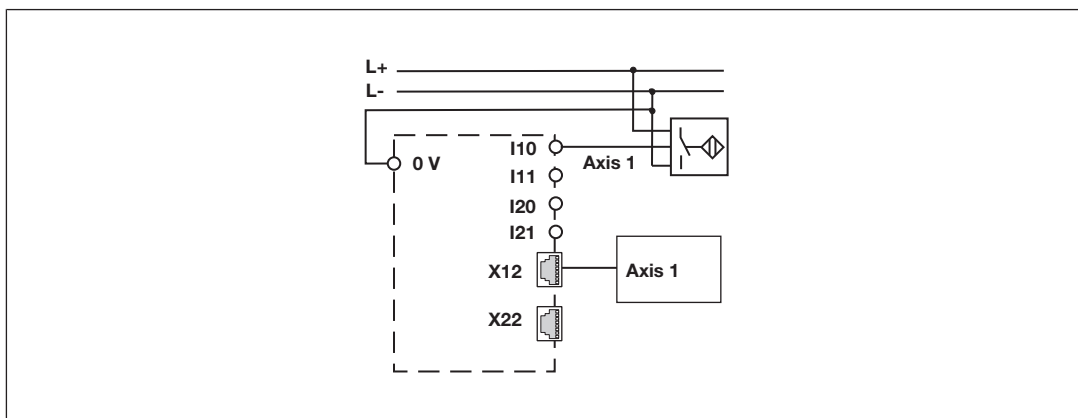 L+
L-
0 V
I10
Axis 1
I11
I20
I21
X12
Axis 1
X22